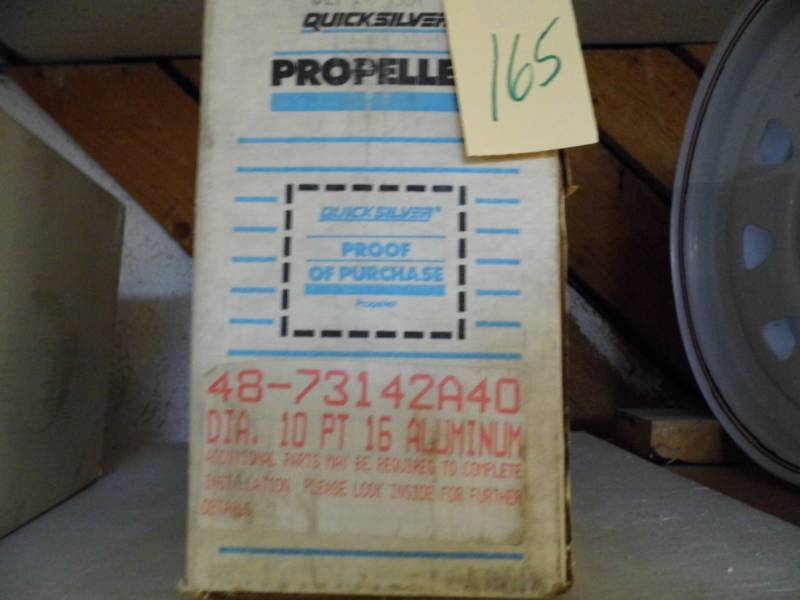 QUICKSILVER
165
PROPELLE
QUICKSILVER®
PROOF
OF PURCHASE
Propeller
48-73142A40
DIA. 10 PT 16 ALUMINUM
ADDITIONAL PARTS MAY BE REQUIRED TO COMPLETE
INSTALLATION PLEASE LOOK INSIDE FOR FURTHER
DETAILS.